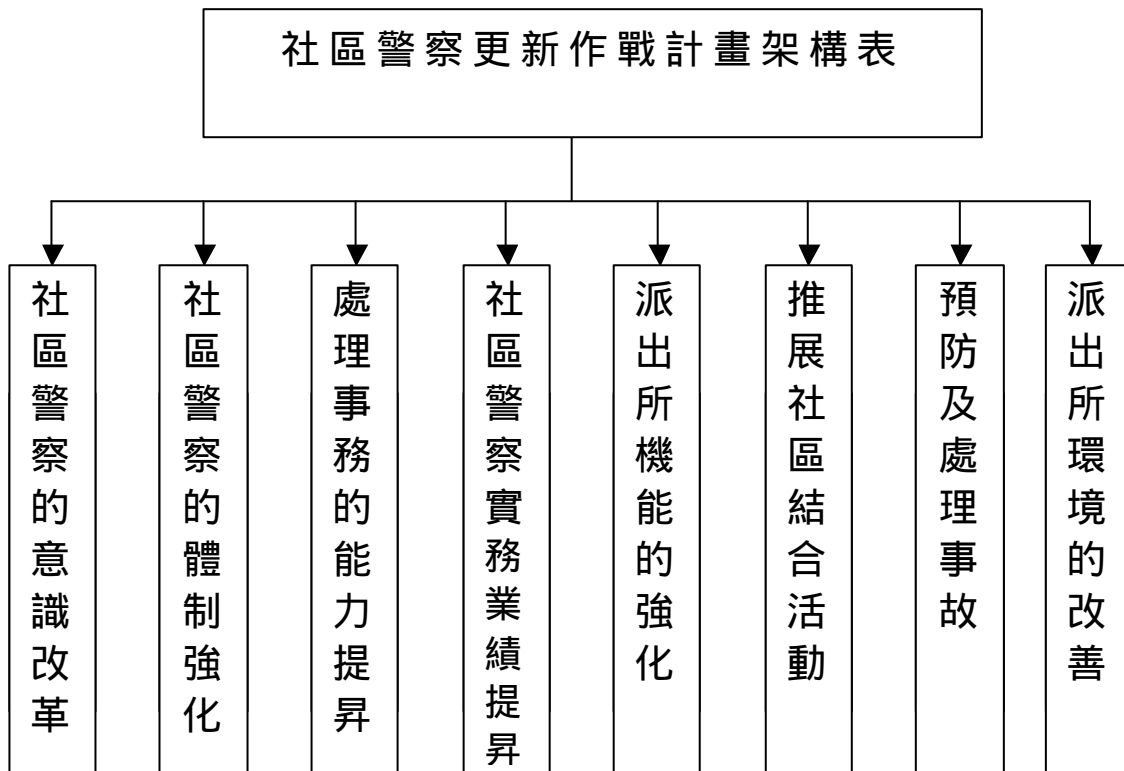 社區警察更新作戰計畫架構表
社區警察的意識改革
社區警察的體制強化
處理事務的能力提昇
社區警察實務業績提昇
派出所機能的強化
推展社區結合活動
預防及處理事故
派出所環境的改善